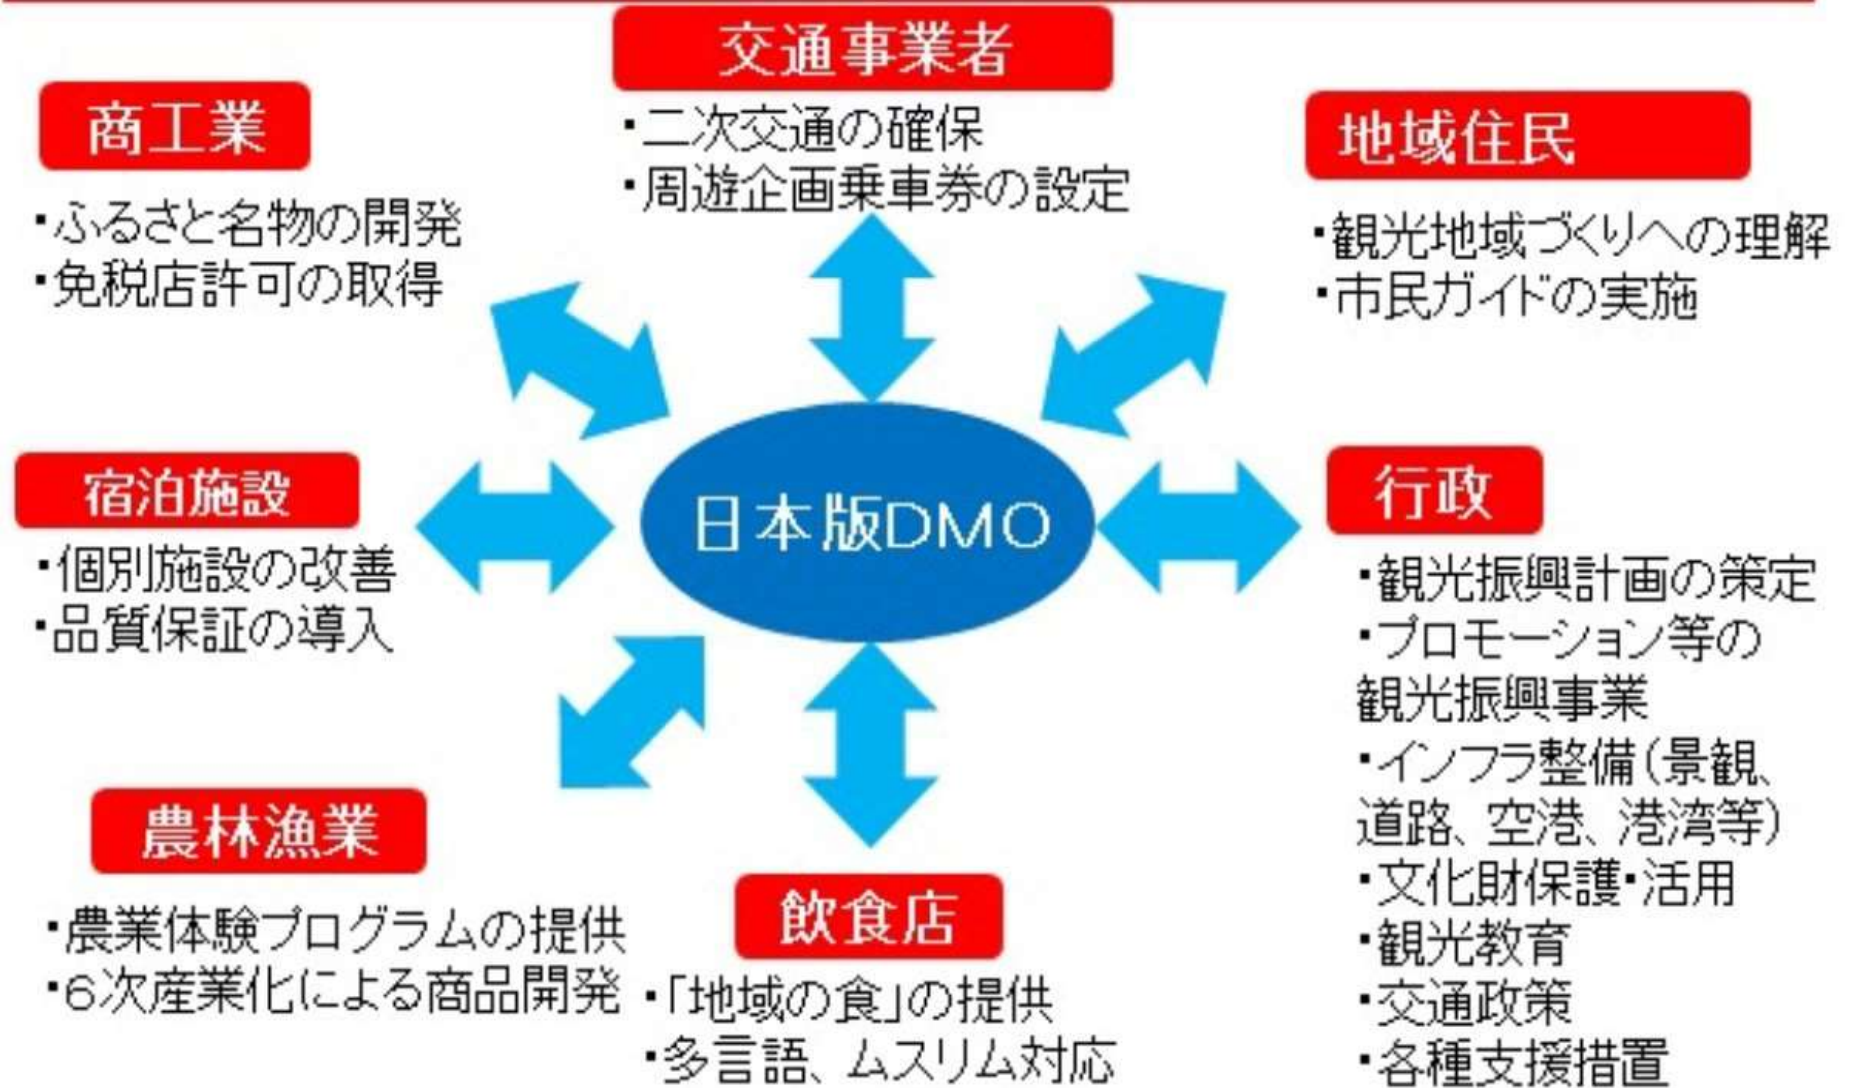 交通事業者
・二次交通の確保
・周遊企画乗車券の設定
商工業
・ふるさと名物の開発
・免税店許可の取得
地域住民
・観光地域づくりへの理解
・市民ガイドの実施
宿泊施設
・個別施設の改善
・品質保証の導入
日本版DMO
行政
・観光振興計画の策定
・プロモーション等の
観光振興事業
・インフラ整備(景観、
道路、空港、港湾等)
・文化財保護・活用
・観光教育
・交通政策
・各種支援措置
農林漁業
・農業体験プログラムの提供
・6次産業化による商品開発
飲食店
・「地域の食」の提供
・多言語、ムスリム対応